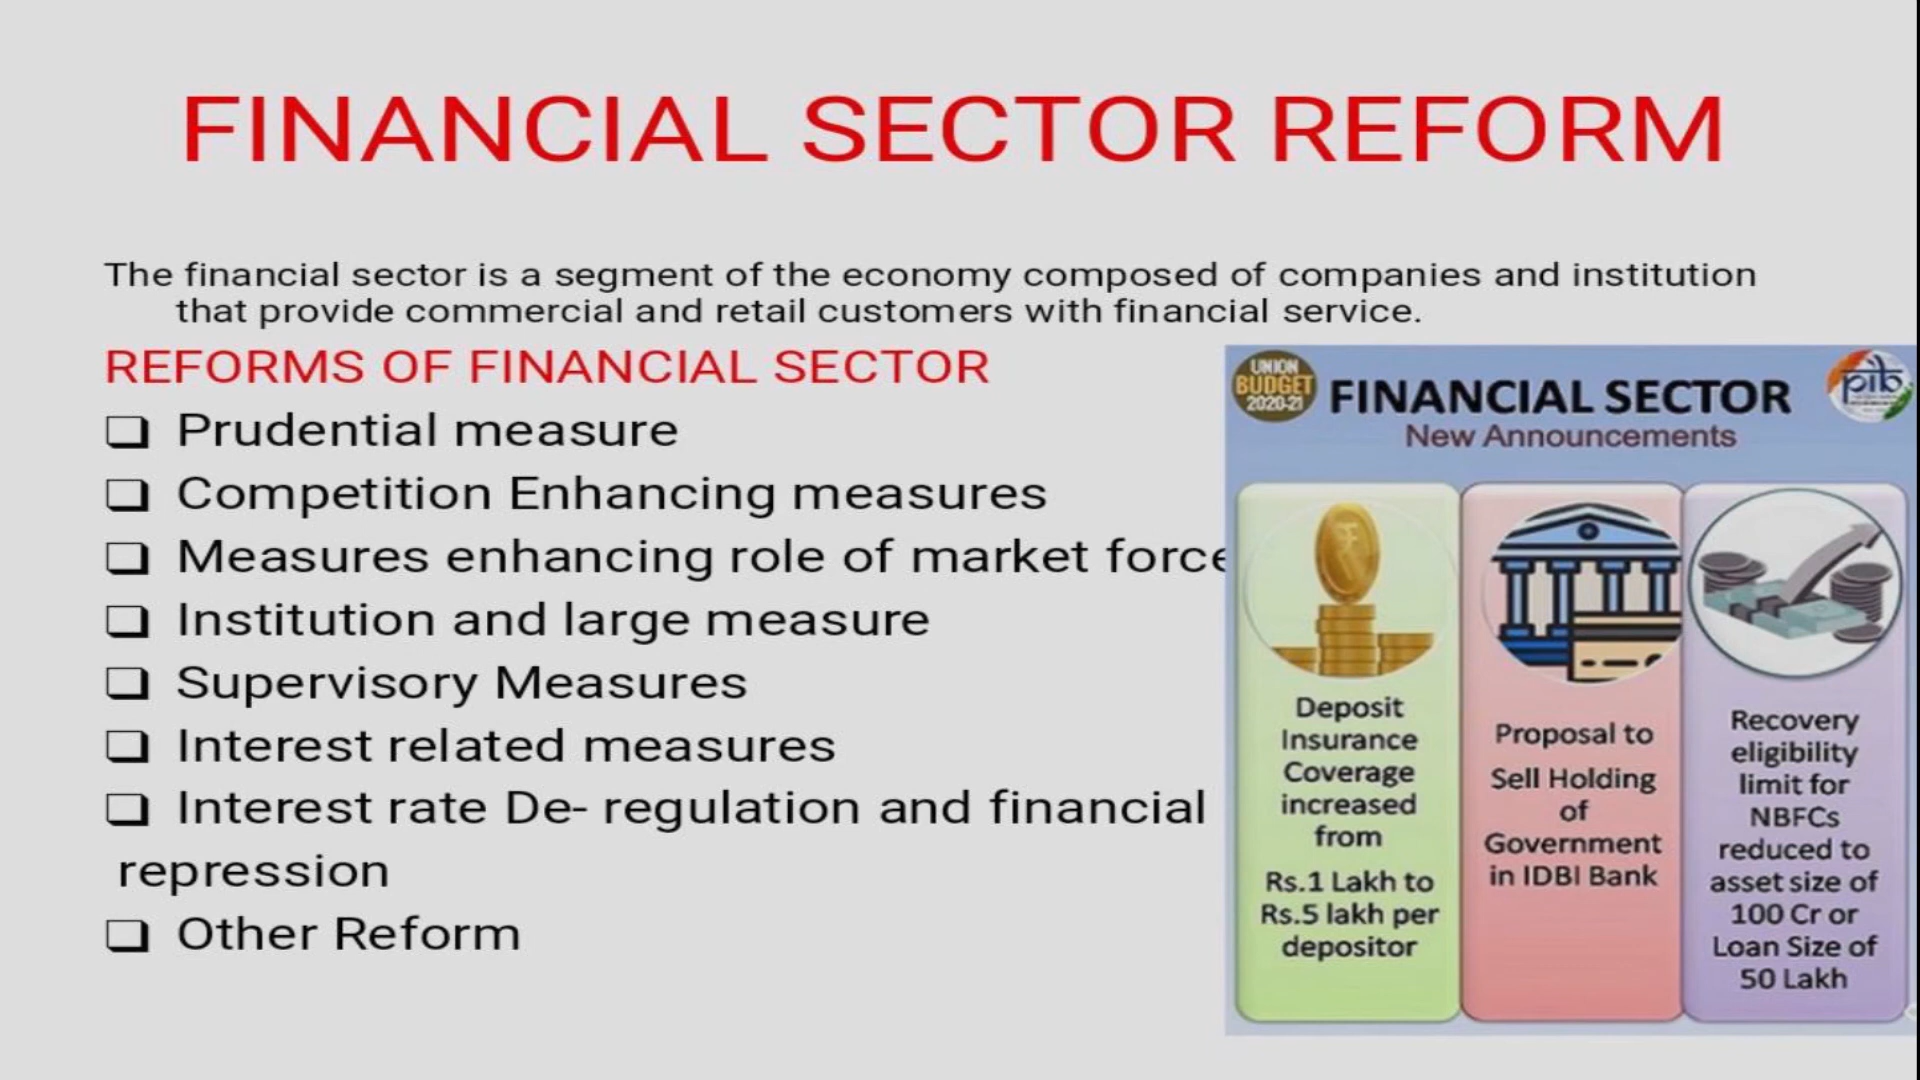 FINANCIAL SECTOR REFORM
The financial sector is a segment of the economy composed of companies and institution
that provide commercial and retail customers with financial service.
REFORMS OF FINANCIAL SECTOR
❑ Prudential measure
❑ Competition Enhancing measures
❑ Measures enhancing role of market force
❑ Institution and large measure
❑ Supervisory Measures
❑ Interest related measures
❑ Interest rate De- regulation and financial
repression
❑ Other Reform
UNION
BUDGET
2020-21
FINANCIAL SECTOR
New Announcements
pib
Deposit
Insurance
Coverage
increased
from
Rs.1 Lakh to
Rs.5 lakh per
depositor
Proposal to
Sell Holding
of
Government
in IDBI Bank
Recovery
eligibility
limit for
NBFCs
reduced to
asset size of
100 Cr or
Loan Size of
50 Lakh